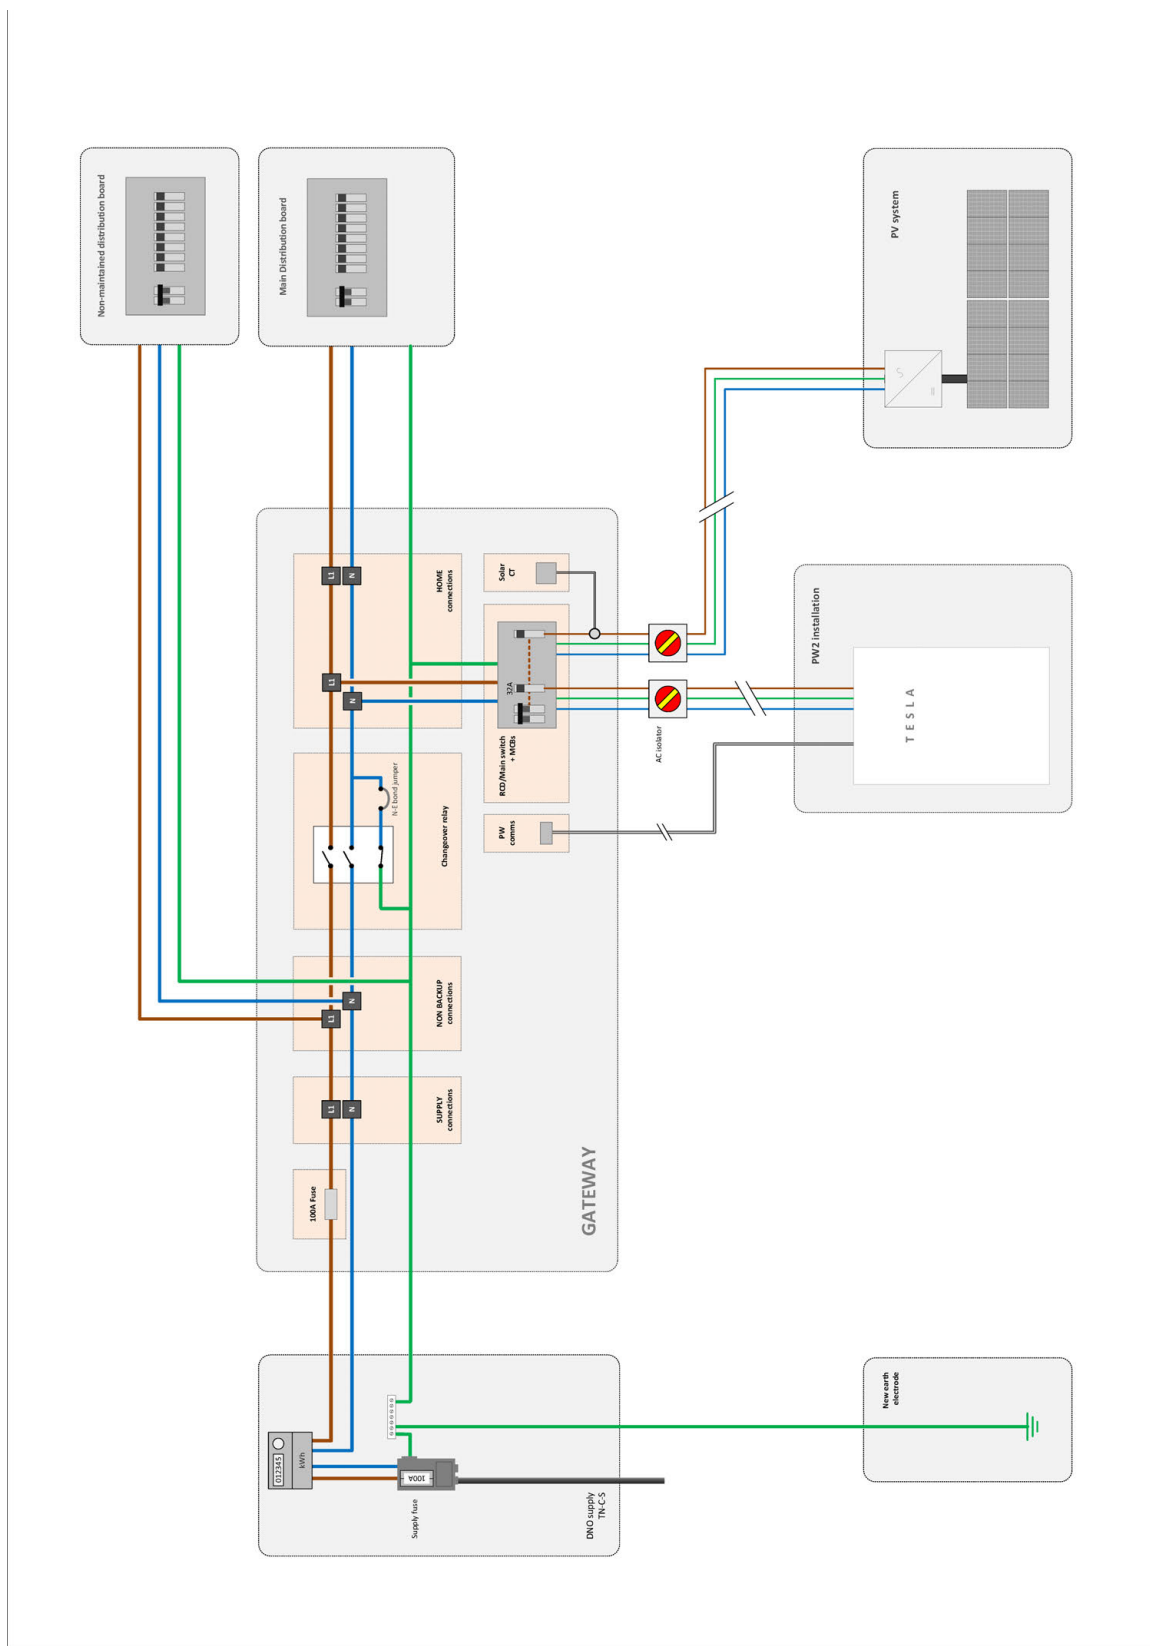 DNO supply
TN-C-S
Supply fuse
100A
012345
kWh
New earth
electrode
GATEWAY
100A Fuse
L1
N
SUPPLY
connections
L1
N
NON BACKUP
connections
Changeover relay
N-E bond jumper
L1
N
L1
N
HOME
connections
PW
comms
RCD/Main switch
+ MCBs
32A
Solar
CT
AC isolator
PW2 installation
TESLA
PV system
Main Distribution board
Non-maintained distribution board